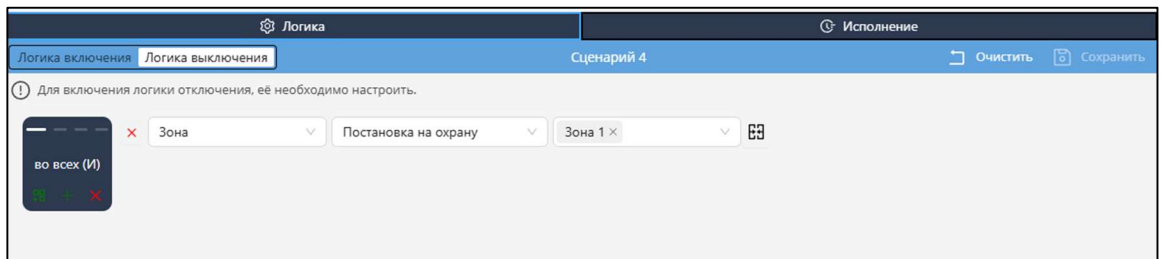 Логика
Исполнение
Логика включения Логика выключения
Сценарий 4
Очистить
Сохранить
Для включения логики отключения, её необходимо настроить.
Зона
Постановка на охрану
Зона 1 ×
во всех (И)